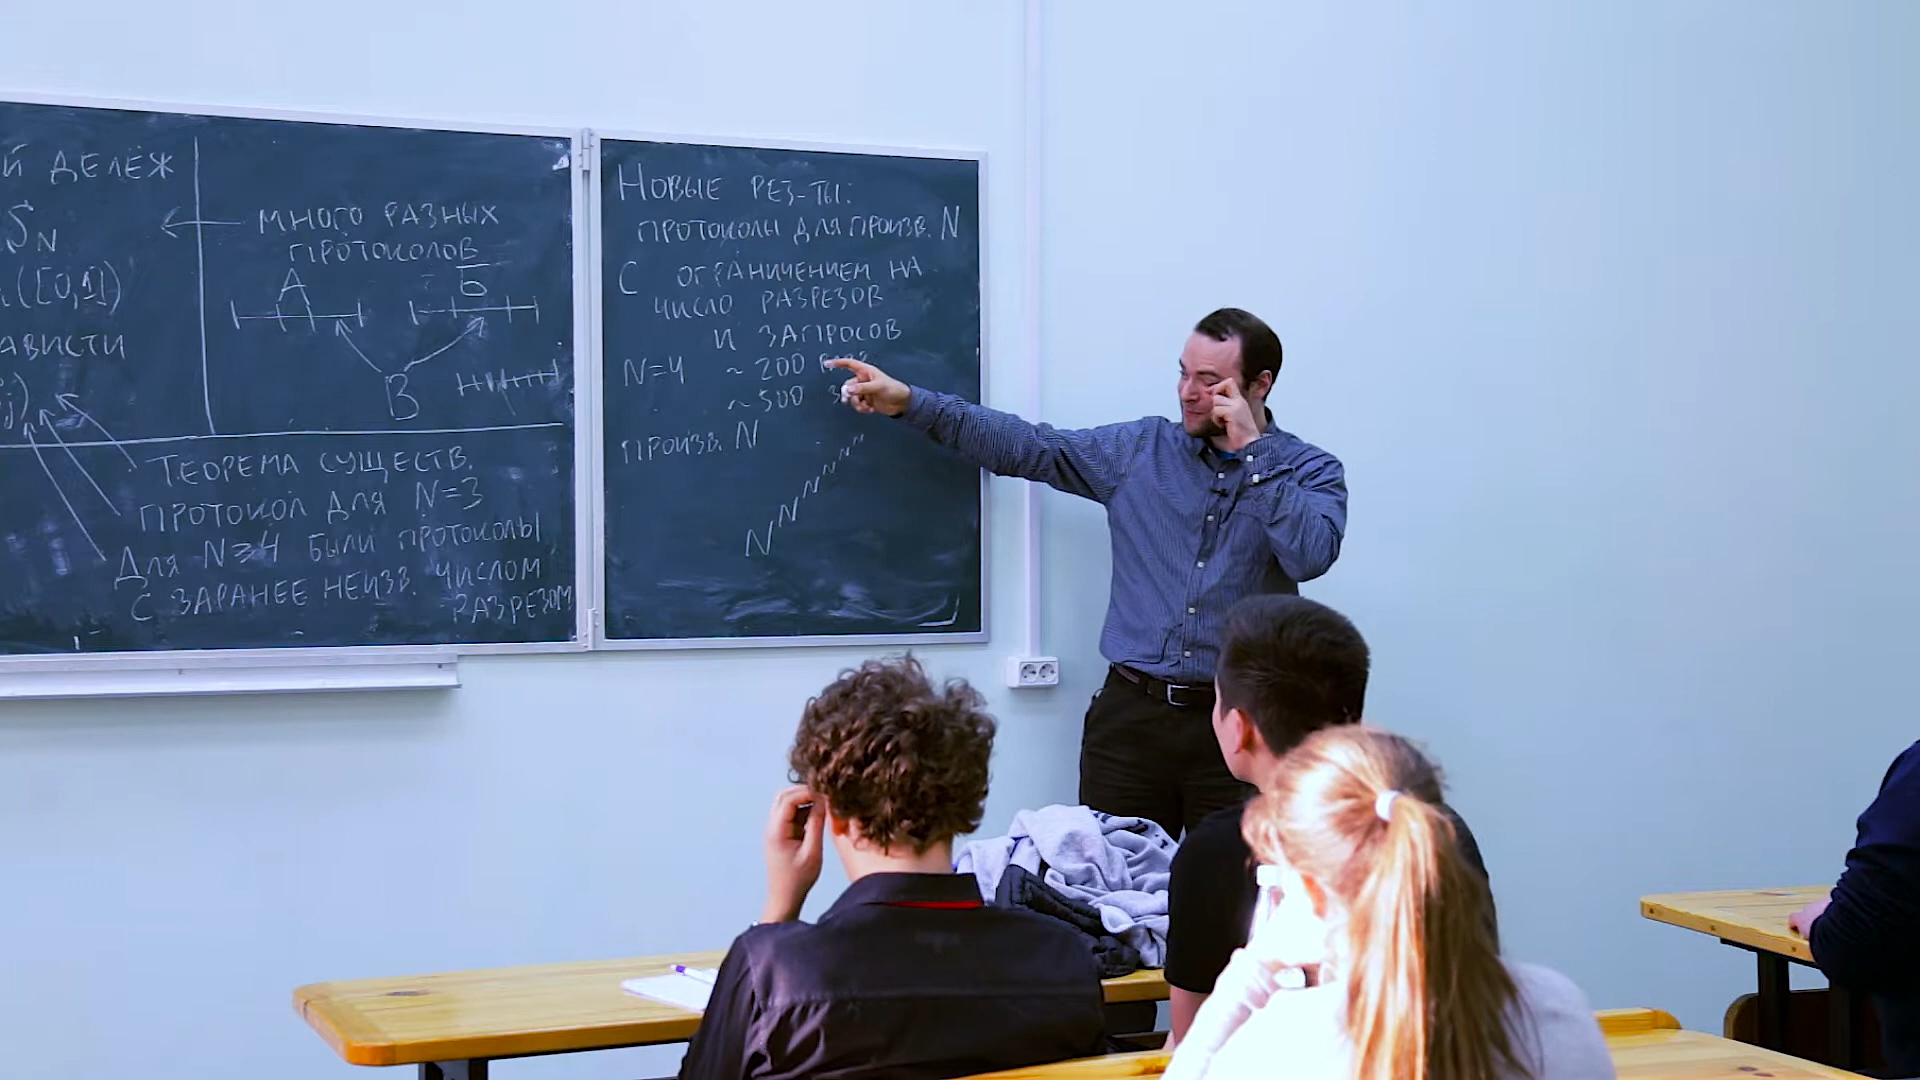 Й ДЕЛЁЖ
S_N
([0,1])
АВИСТИ
j)
МНОГО РАЗНЫХ
ПРОТОКОЛОВ
А Б
В
ТЕОРЕМА СУЩЕСТВ.
ПРОТОКОЛ ДЛЯ N=3
ДЛЯ N≥4 БЫЛИ ПРОТОКОЛЫ
С ЗАРАНЕЕ НЕИЗВ. ЧИСЛОМ
РАЗРЕЗОМ
НОВЫЕ РЕЗ-ТЫ:
ПРОТОКОЛЫ ДЛЯ ПРОИЗВ. N
С ОГРАНИЧЕНИЕМ НА
ЧИСЛО РАЗРЕЗОВ
И ЗАПРОСОВ
N=4 ~ 200
~ 500
ПРОИЗВ. N
N N N N N N